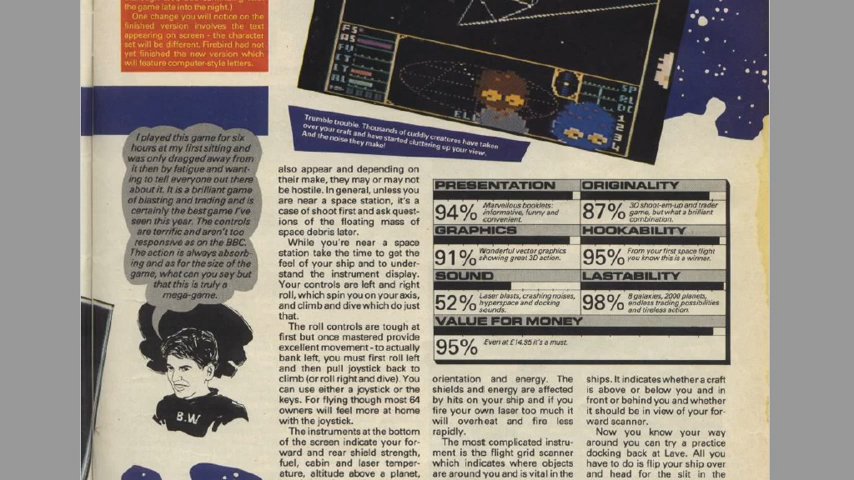 the game late into the night.)
One change you will notice on the
finished version involves the text
appearing on screen - the character
set will be different. Firebird had not
yet finished the new version which
will feature computer-style letters.
Trumble trouble. Thousands of cuddly creatures have taken
over your craft and have started cluttering up your view.
And the noise they make!
I played this game for six
hours at my first sitting and
was only dragged away from
it then by fatigue and want-
ing to tell everyone out there
about it. It is a brilliant game
of blasting and trading and is
certainly the best game I've
seen this year. The controls
are terrific and aren't too
responsive as on the BBC.
The action is always absorb-
ing and as for the size of the
game, what can you say but
that this is truly a
mega-game.
B.W
also appear and depending on
their make, they may or may not
be hostile. In general, unless you
are near a space station, it's a
case of shoot first and ask quest-
ions of the floating mass of
space debris later.
While you're near a space
station take the time to get the
feel of your ship and to under-
stand the instrument display.
Your controls are left and right
roll, which spin you on your axis,
and climb and dive which do just
that.
The roll controls are tough at
first but once mastered provide
excellent movement - to actually
bank left, you must first roll left
and then pull joystick back to
climb (or roll right and dive). You
can use either a joystick or the
keys. For flying though most 64
owners will feel more at home
with the joystick.
The instruments at the bottom
of the screen indicate your for-
ward and rear shield strength,
fuel, cabin and laser temper-
ature, altitude above a planet,
PRESENTATION
94% Marvellous booklets:
informative, funny and
convenient.
ORIGINALITY
87% 3D shoot-em-up and trader
game, but what a brilliant
combination.
GRAPHICS
91% Wonderful vector graphics
showing great 3D action.
HOOKABILITY
95% From your first space flight
you know this is a winner.
SOUND
52% Laser blasts, crashing noises,
hyperspace and docking
sounds.
LASTABILITY
98% 8 galaxies, 2000 planets,
endless trading possibilities
and tireless action.
VALUE FOR MONEY
95% Even at £14.95 it's a must.
orientation and energy. The
shields and energy are affected
by hits on your ship and if you
fire your own laser too much it
will overheat and fire less
rapidly.
The most complicated instru-
ment is the flight grid scanner
which indicates where objects
are around you and is vital in the
ships. It indicates whether a craft
is above or below you and in
front or behind you and whether
it should be in view of your for-
ward scanner.
Now you know your way
around you can try a practice
docking back at Lave. All you
have to do is flip your ship over
and head for the slit in the